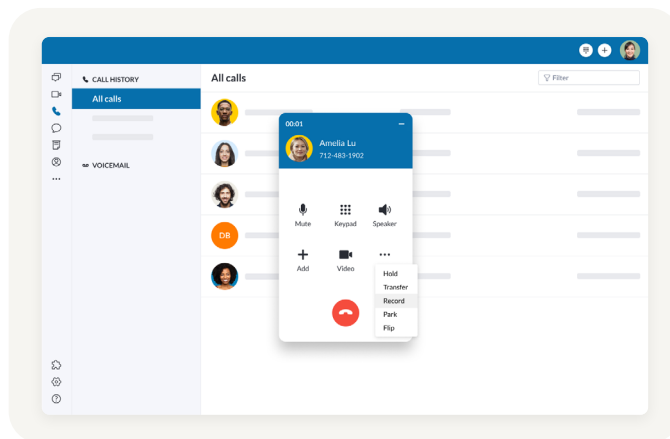 CALL HISTORY
All calls
VOICEMAIL
All calls
Filter
DB
00:01
Amelia Lu
712-483-1902
Mute Keypad Speaker
Add Video
Hold
Transfer
Record
Park
Flip